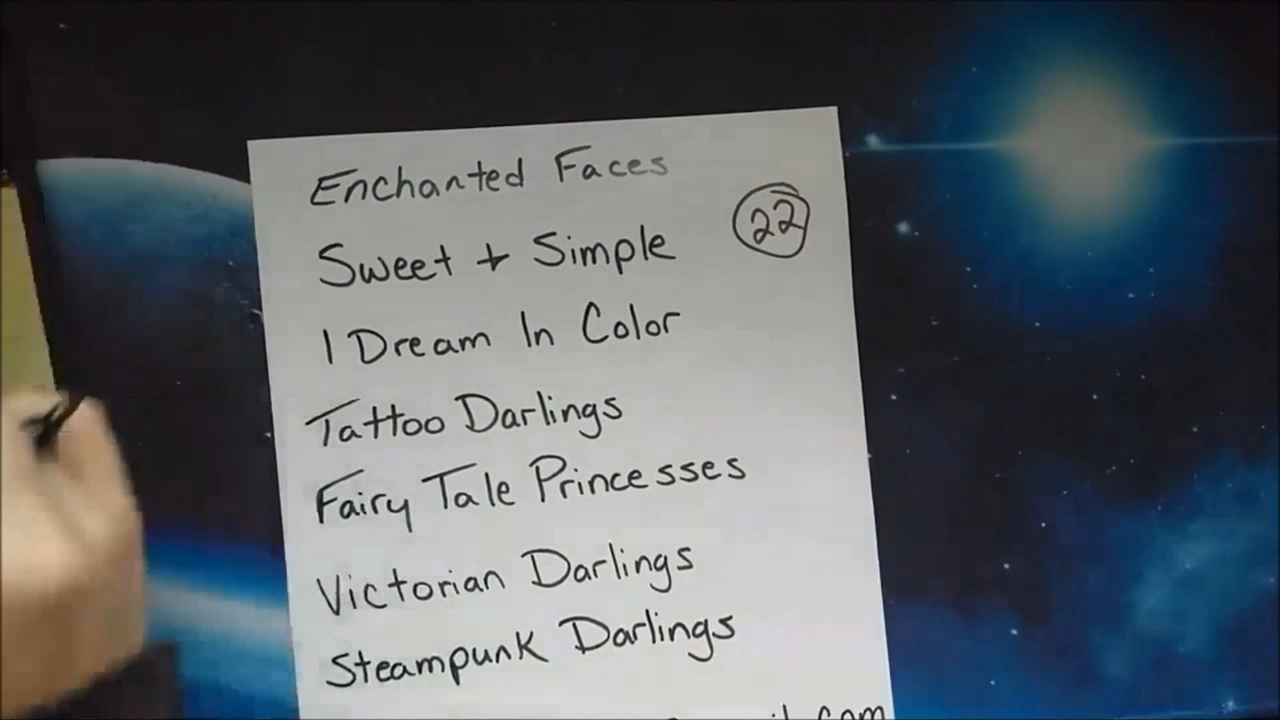 Enchanted Faces
22
Sweet + Simple
I Dream In Color
Tattoo Darlings
Fairy Tale Princesses
Victorian Darlings
Steampunk Darlings